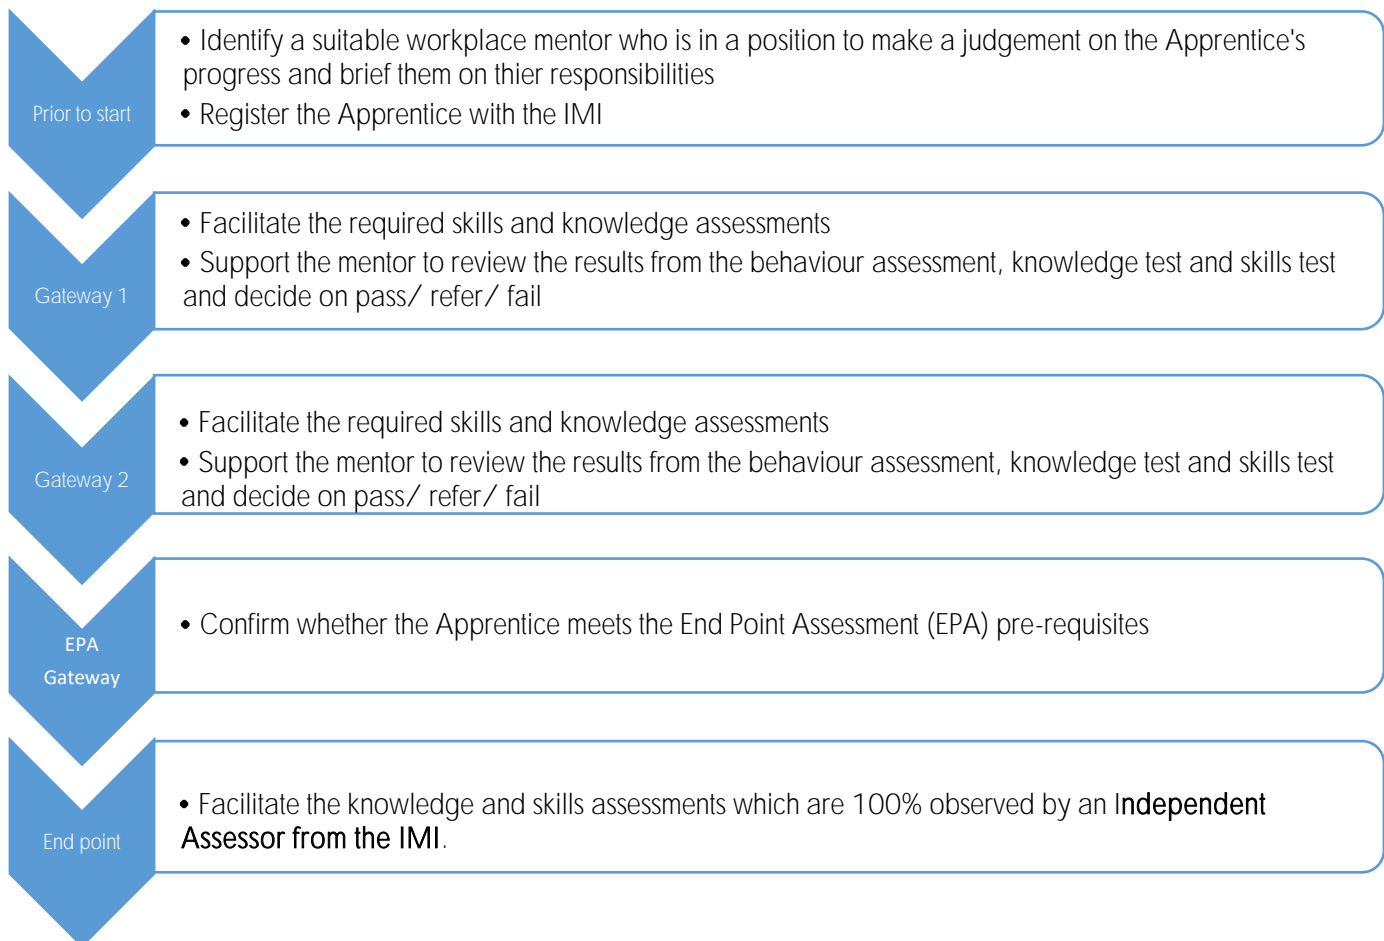 • Identify a suitable workplace mentor who is in a position to make a judgement on the Apprentice's
progress and brief them on thier responsibilities
Prior to start
• Register the Apprentice with the IMI
• Facilitate the required skills and knowledge assessments
• Support the mentor to review the results from the behaviour assessment, knowledge test and skills test
Gateway 1
and decide on pass/ refer/ fail
• Facilitate the required skills and knowledge assessments
• Support the mentor to review the results from the behaviour assessment, knowledge test and skills test
Gateway 2
and decide on pass/ refer/ fail
EPA
Gateway
• Confirm whether the Apprentice meets the End Point Assessment (EPA) pre-requisites
• Facilitate the knowledge and skills assessments which are 100% observed by an Independent
Assessor from the IMI.
End point